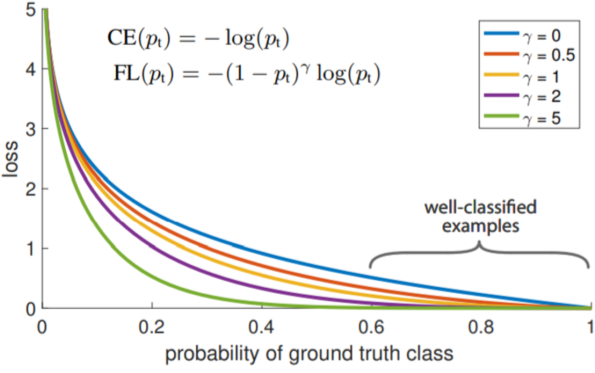 CE(pₜ) = − log(pₜ)
FL(pₜ) = −(1 − pₜ)ᵞ log(pₜ)
γ = 0
γ = 0.5
γ = 1
γ = 2
γ = 5
well-classified
examples
loss
5
4
3
2
1
0
0 0.2 0.4 0.6 0.8 1
probability of ground truth class